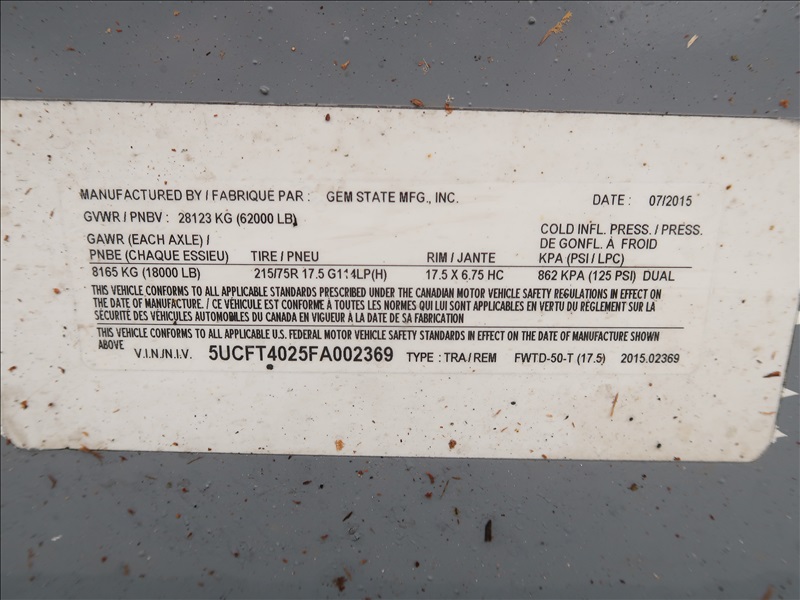 MANUFACTURED BY / FABRIQUE PAR : GEM STATE MFG., INC. DATE : 07/2015
GVWR / PNBV : 28123 KG (62000 LB)
GAWR (EACH AXLE) /
PNBE (CHAQUE ESSIEU) TIRE / PNEU RIM / JANTE COLD INFL. PRESS. / PRESS.
DE GONFL. À FROID
KPA (PSI / LPC)
8165 KG (18000 LB) 215/75R 17.5 G114LP(H) 17.5 X 6.75 HC 862 KPA (125 PSI) DUAL
THIS VEHICLE CONFORMS TO ALL APPLICABLE STANDARDS PRESCRIBED UNDER THE CANADIAN MOTOR VEHICLE SAFETY REGULATIONS IN EFFECT ON
THE DATE OF MANUFACTURE. / CE VÉHICULE EST CONFORME À TOUTES LES NORMES QUI LUI SONT APPLICABLES EN VERTU DU RÈGLEMENT SUR LA
SÉCURITÉ DES VÉHICULES AUTOMOBILES DU CANADA EN VIGUEUR À LA DATE DE SA FABRICATION
THIS VEHICLE CONFORMS TO ALL APPLICABLE U.S. FEDERAL MOTOR VEHICLE SAFETY STANDARDS IN EFFECT ON THE DATE OF MANUFACTURE SHOWN
ABOVE
V.I.N./N.I.V. 5UCFT4025FA002369 TYPE : TRA / REM FWTD-50-T (17.5) 2015.02369